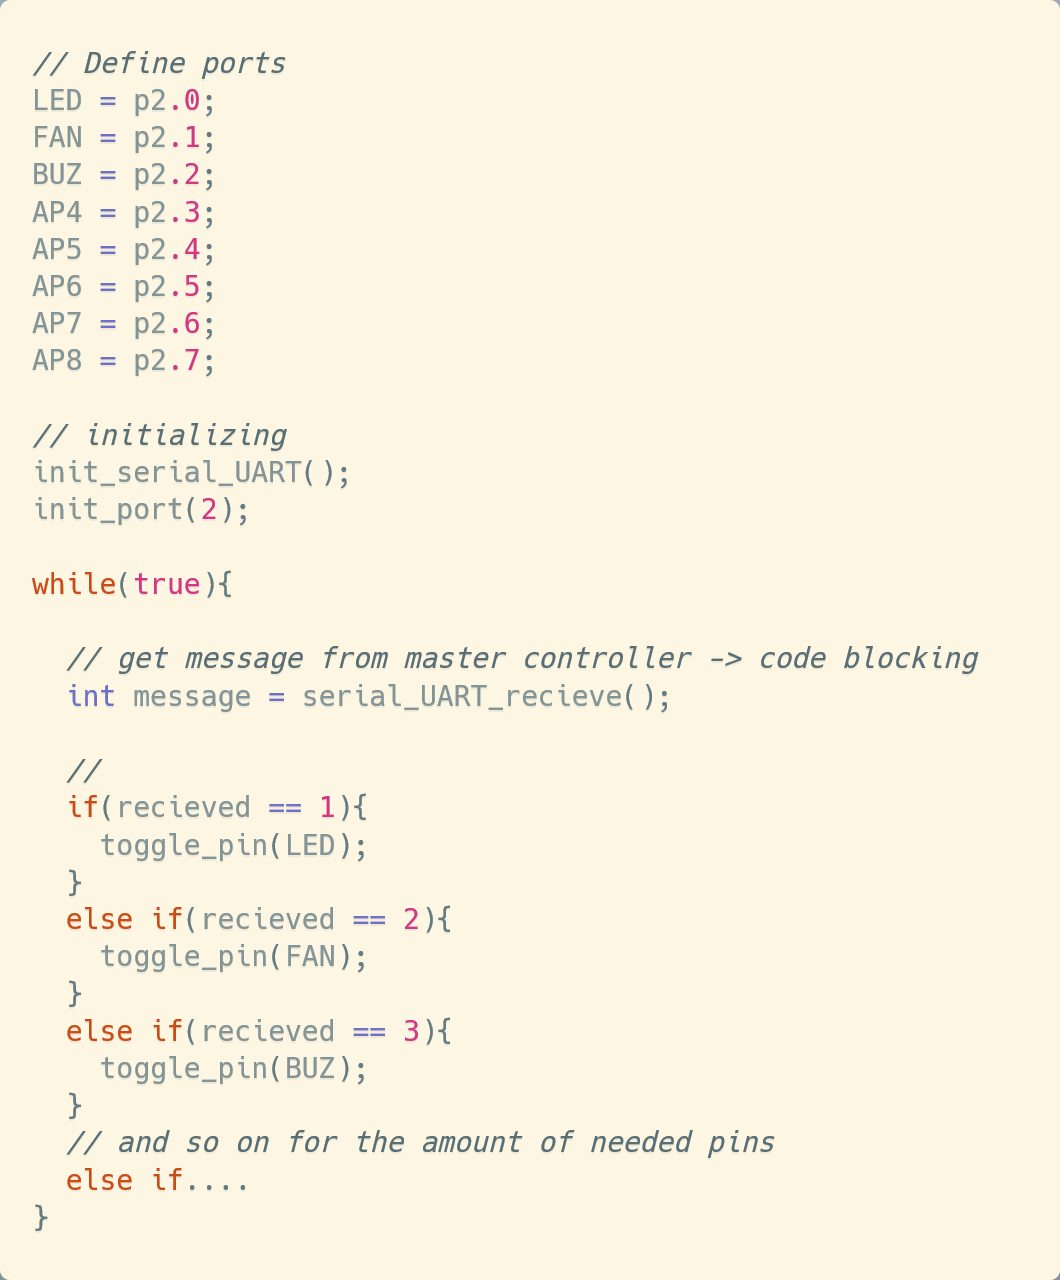 // Define ports
LED = p2.0;
FAN = p2.1;
BUZ = p2.2;
AP4 = p2.3;
AP5 = p2.4;
AP6 = p2.5;
AP7 = p2.6;
AP8 = p2.7;

// initializing
init_serial_UART();
init_port(2);

while(true){

  // get message from master controller -> code blocking
  int message = serial_UART_recieve();

  //
  if(recieved == 1){
    toggle_pin(LED);
  }
  else if(recieved == 2){
    toggle_pin(FAN);
  }
  else if(recieved == 3){
    toggle_pin(BUZ);
  }
  // and so on for the amount of needed pins
  else if....
}